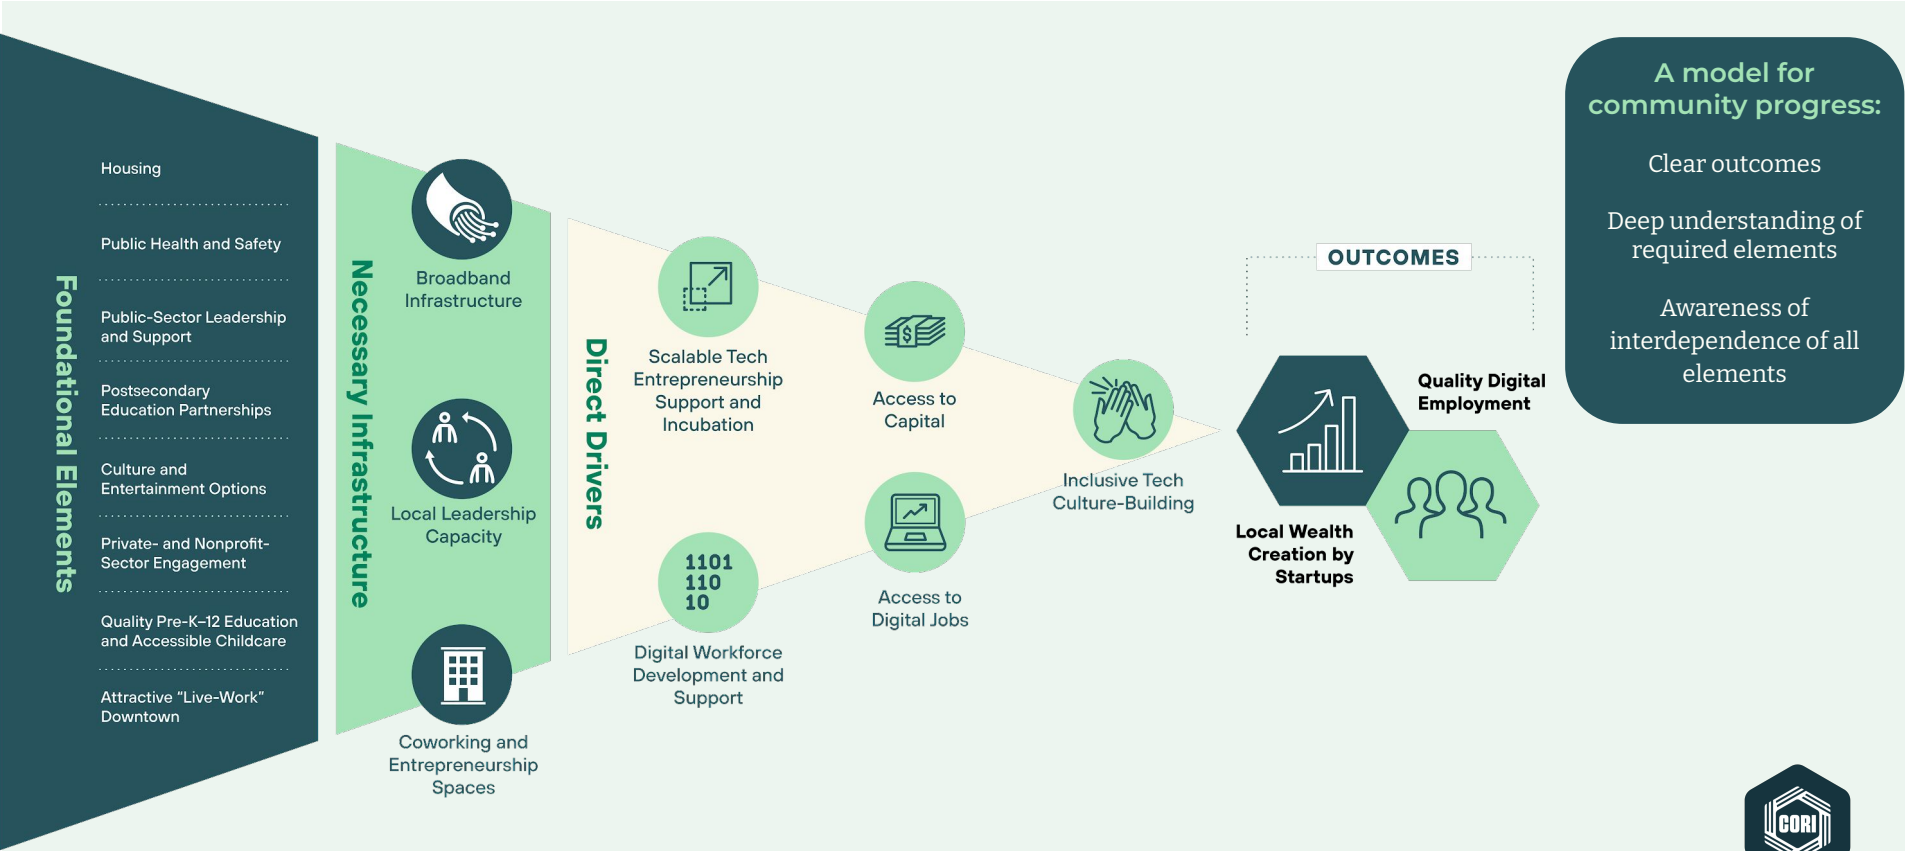 Foundational Elements
Housing
Public Health and Safety
Public-Sector Leadership
and Support
Postsecondary
Education Partnerships
Culture and
Entertainment Options
Private- and Nonprofit-
Sector Engagement
Quality Pre-K–12 Education
and Accessible Childcare
Attractive “Live-Work”
Downtown
Necessary Infrastructure
Broadband
Infrastructure
Local Leadership
Capacity
Coworking and
Entrepreneurship
Spaces
Direct Drivers
Scalable Tech
Entrepreneurship
Support and
Incubation
1101
110
10
Digital Workforce
Development and
Support
$
Access to
Capital
Access to
Digital Jobs
Inclusive Tech
Culture-Building
OUTCOMES
Quality Digital
Employment
Local Wealth
Creation by
Startups
A model for
community progress:
Clear outcomes
Deep understanding of
required elements
Awareness of
interdependence of all
elements
CORI